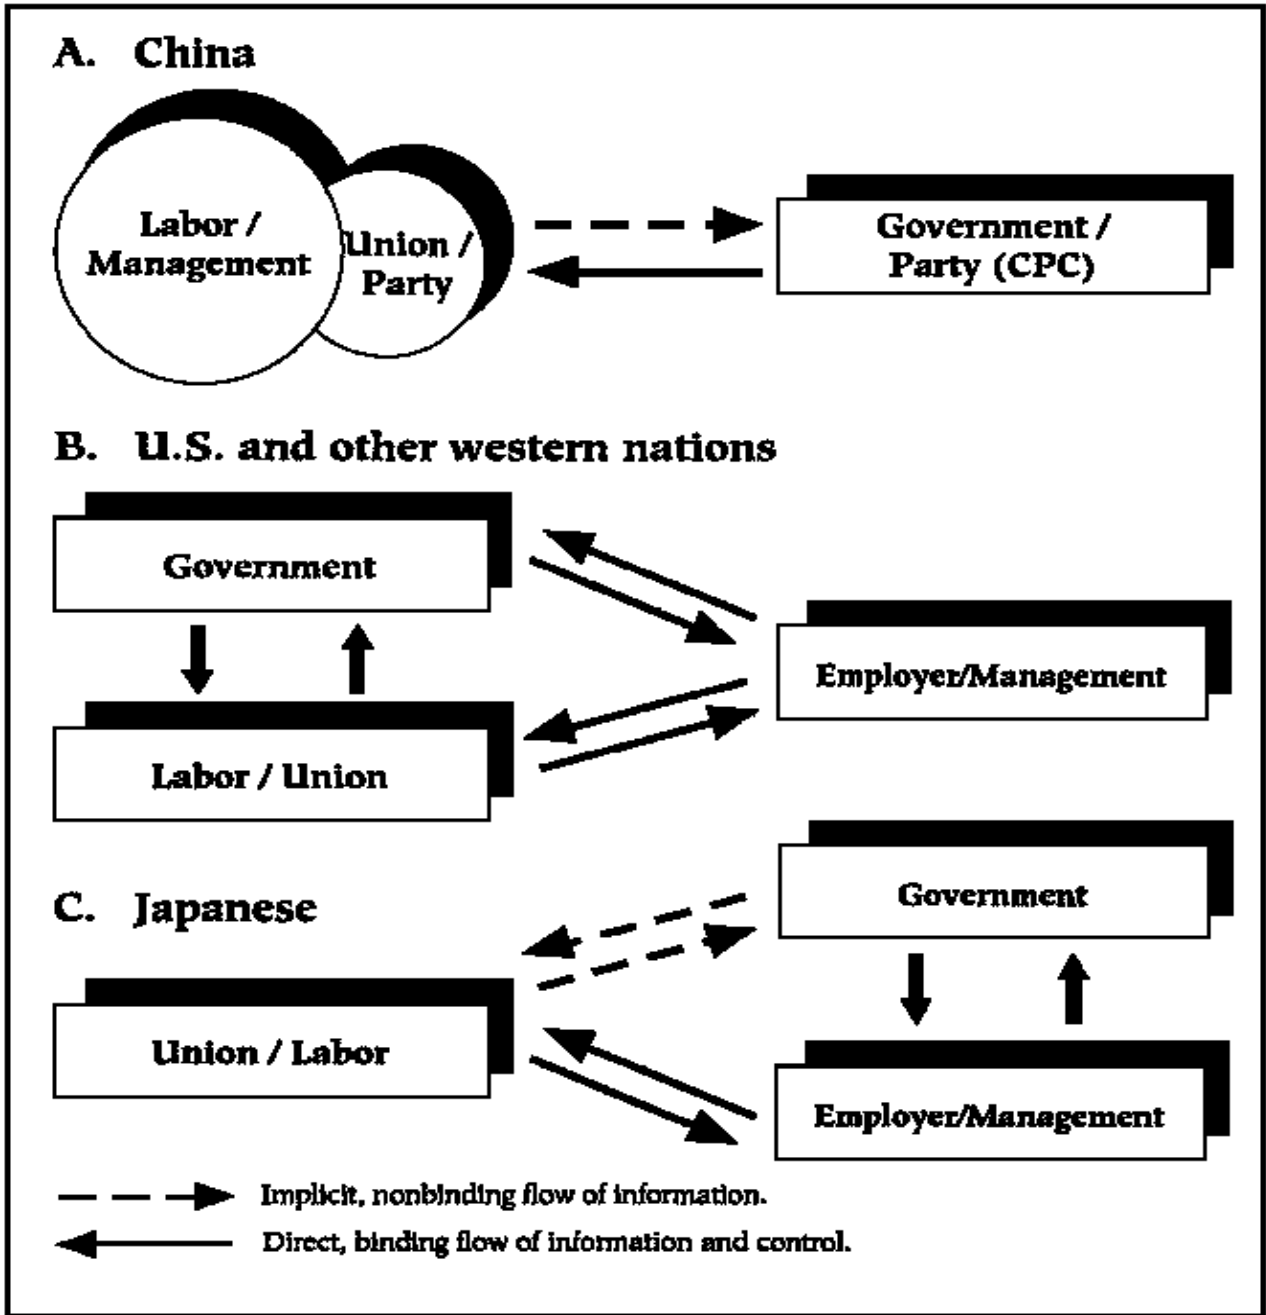 A. China
Labor /
Management
Union /
Party
Government /
Party (CPC)
B. U.S. and other western nations
Government
Employer/Management
Labor / Union
C. Japanese
Government
Union / Labor
Employer/Management
Implicit, nonbinding flow of information.
Direct, binding flow of information and control.